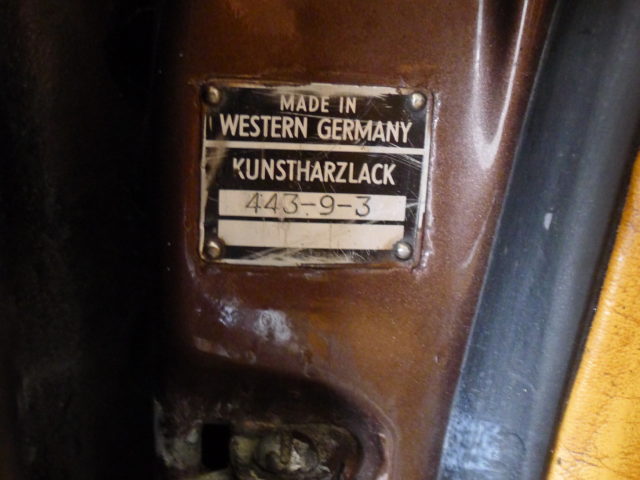 MADE IN
WESTERN GERMANY
KUNSTHARZLACK
443-9-3